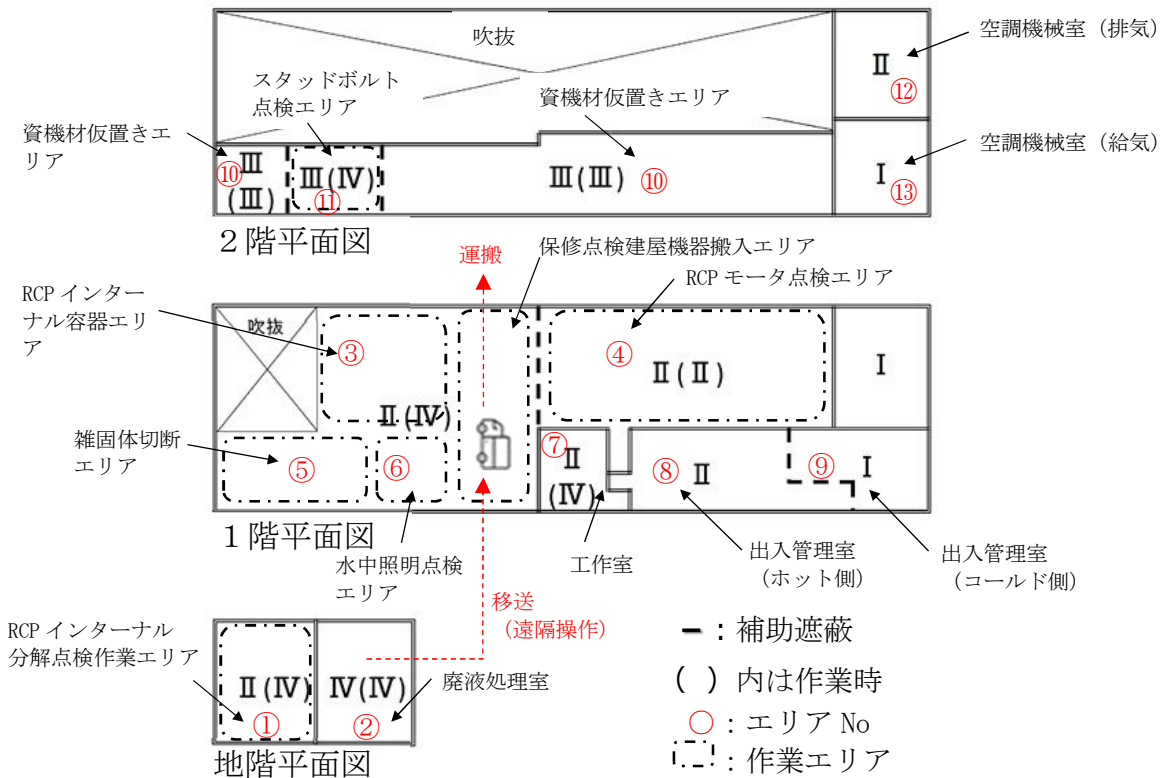 吹抜
空調機械室（排気）
Ⅱ
⑫
スタッドボルト
点検エリア
資機材仮置きエリア
資機材仮置きエ
リア
⑩
Ⅲ
(Ⅲ)
Ⅲ(Ⅳ)
⑪
Ⅲ(Ⅲ)
⑩
空調機械室（給気）
Ⅰ
⑬
２階平面図
運搬
保修点検建屋機器搬入エリア
RCP モータ点検エリア
RCP インター
ナル容器エリ
ア
吹抜
③
Ⅱ(Ⅳ)
④
Ⅱ(Ⅱ)
Ⅰ
雑固体切断
エリア
⑤
⑥
⑦
Ⅱ
(Ⅳ)
⑧
Ⅱ
⑨
Ⅰ
１階平面図
水中照明点検
エリア
工作室
出入管理室
（ホット側）
出入管理室
（コールド側）
移送
（遠隔操作）
RCP インターナル
分解点検作業エリア
Ⅱ(Ⅳ)
①
Ⅳ(Ⅳ)
②
廃液処理室
地階平面図
：補助遮蔽
( ) 内は作業時
○：エリア No
：作業エリア